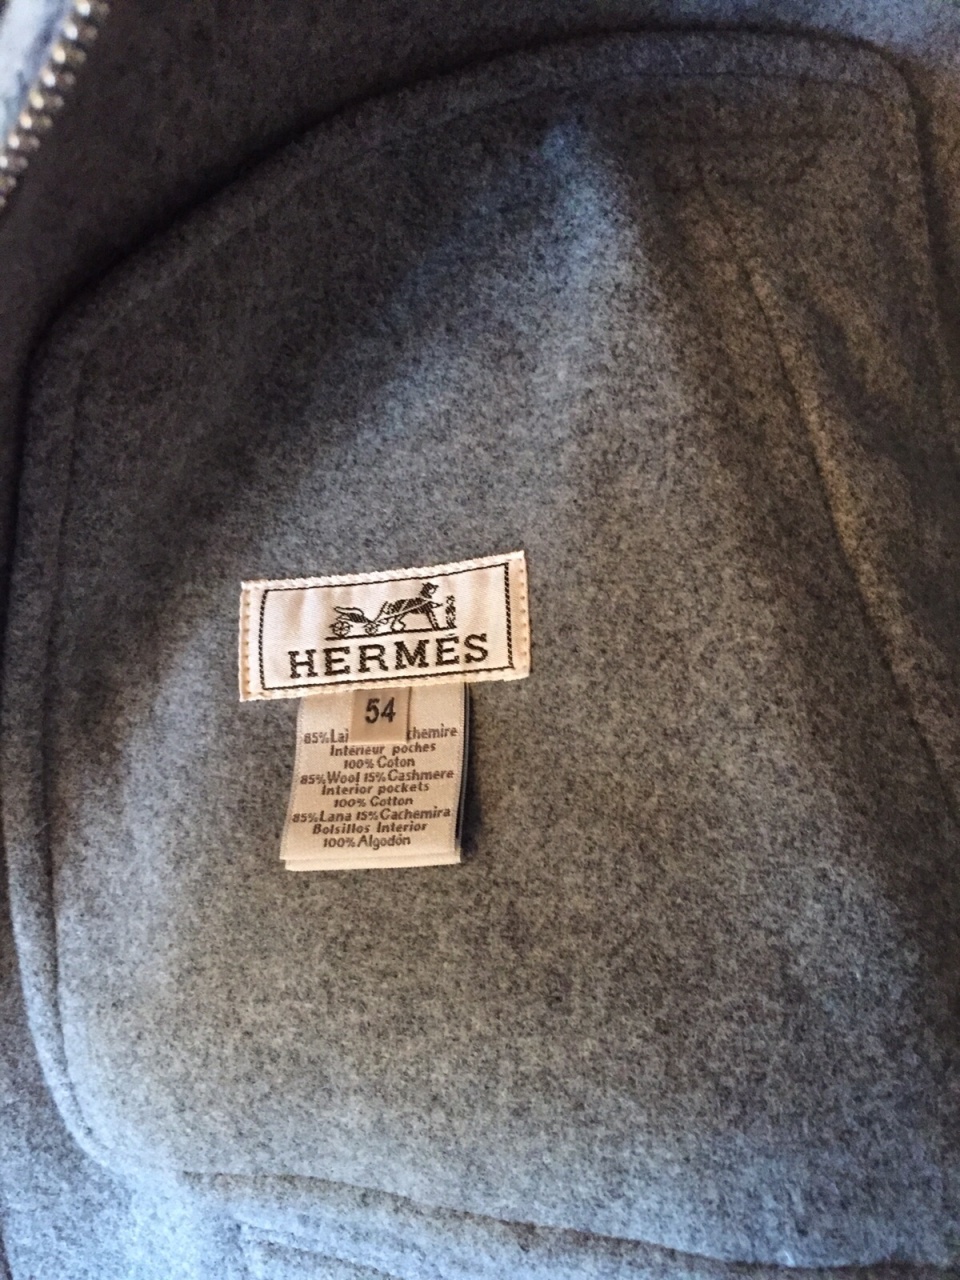 HERMÈS
54
85%Lai chemire
Intérieur poches
100% Coton
85%Wool 15%Cashmere
Interior pockets
100% Cotton
85%Lana 15%Cachemira
Bolsillos Interior
100%Algodón